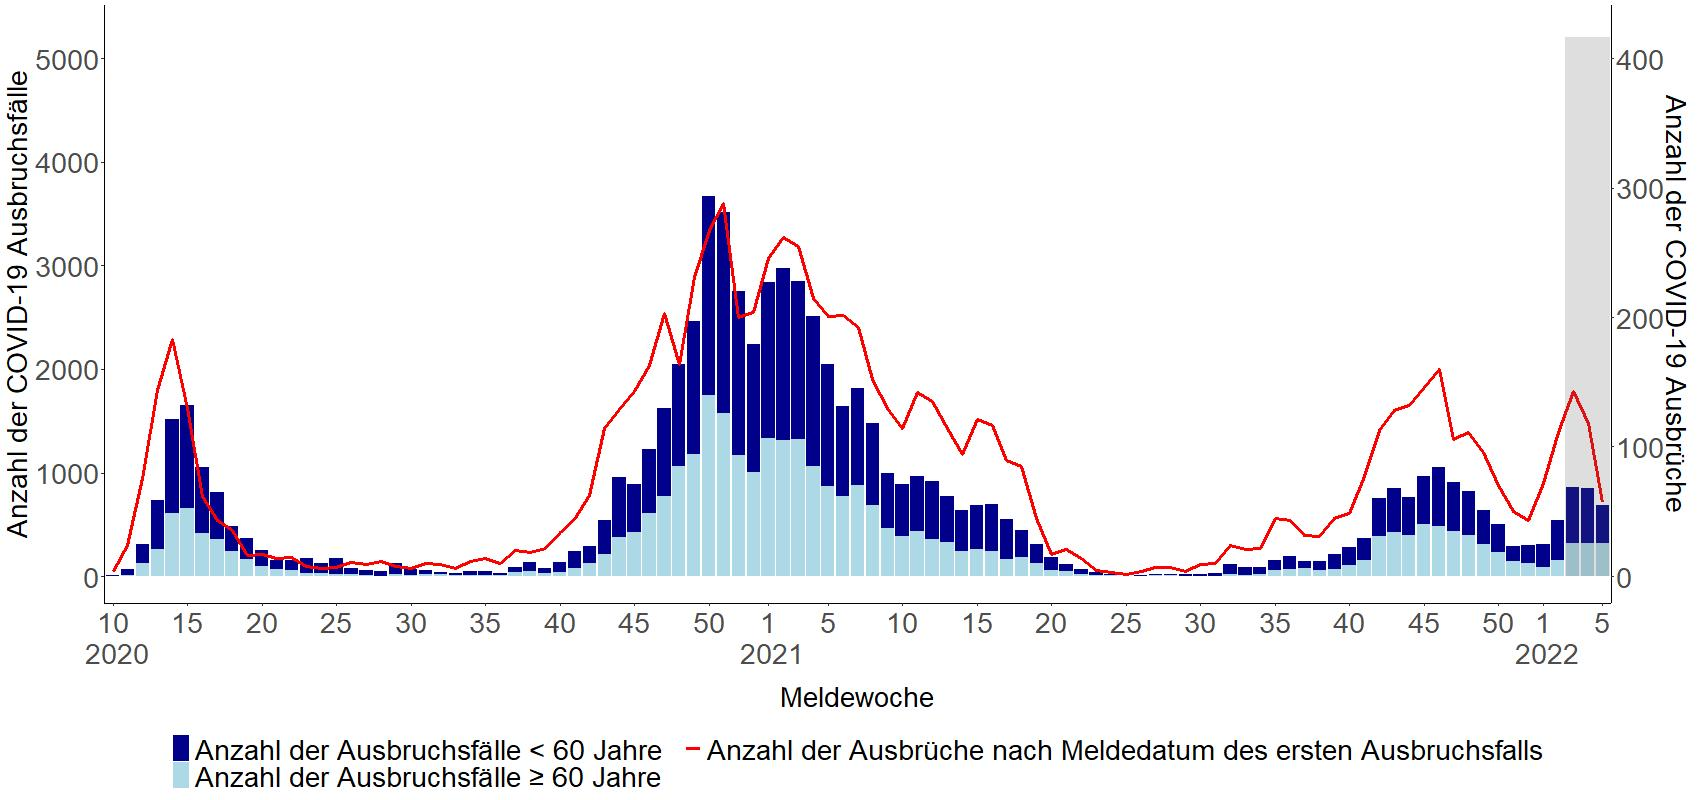 5000
4000
3000
2000
1000
0
Anzahl der COVID-19 Ausbruchsfälle
400
300
200
100
0
Anzahl der COVID-19 Ausbrüche
10 15 20 25 30 35 40 45 50 1 5 10 15 20 25 30 35 40 45 50 1 5
2020 2021 2022
Meldewoche
Anzahl der Ausbruchsfälle < 60 Jahre Anzahl der Ausbrüche nach Meldedatum des ersten Ausbruchsfalls
Anzahl der Ausbruchsfälle ≥ 60 Jahre